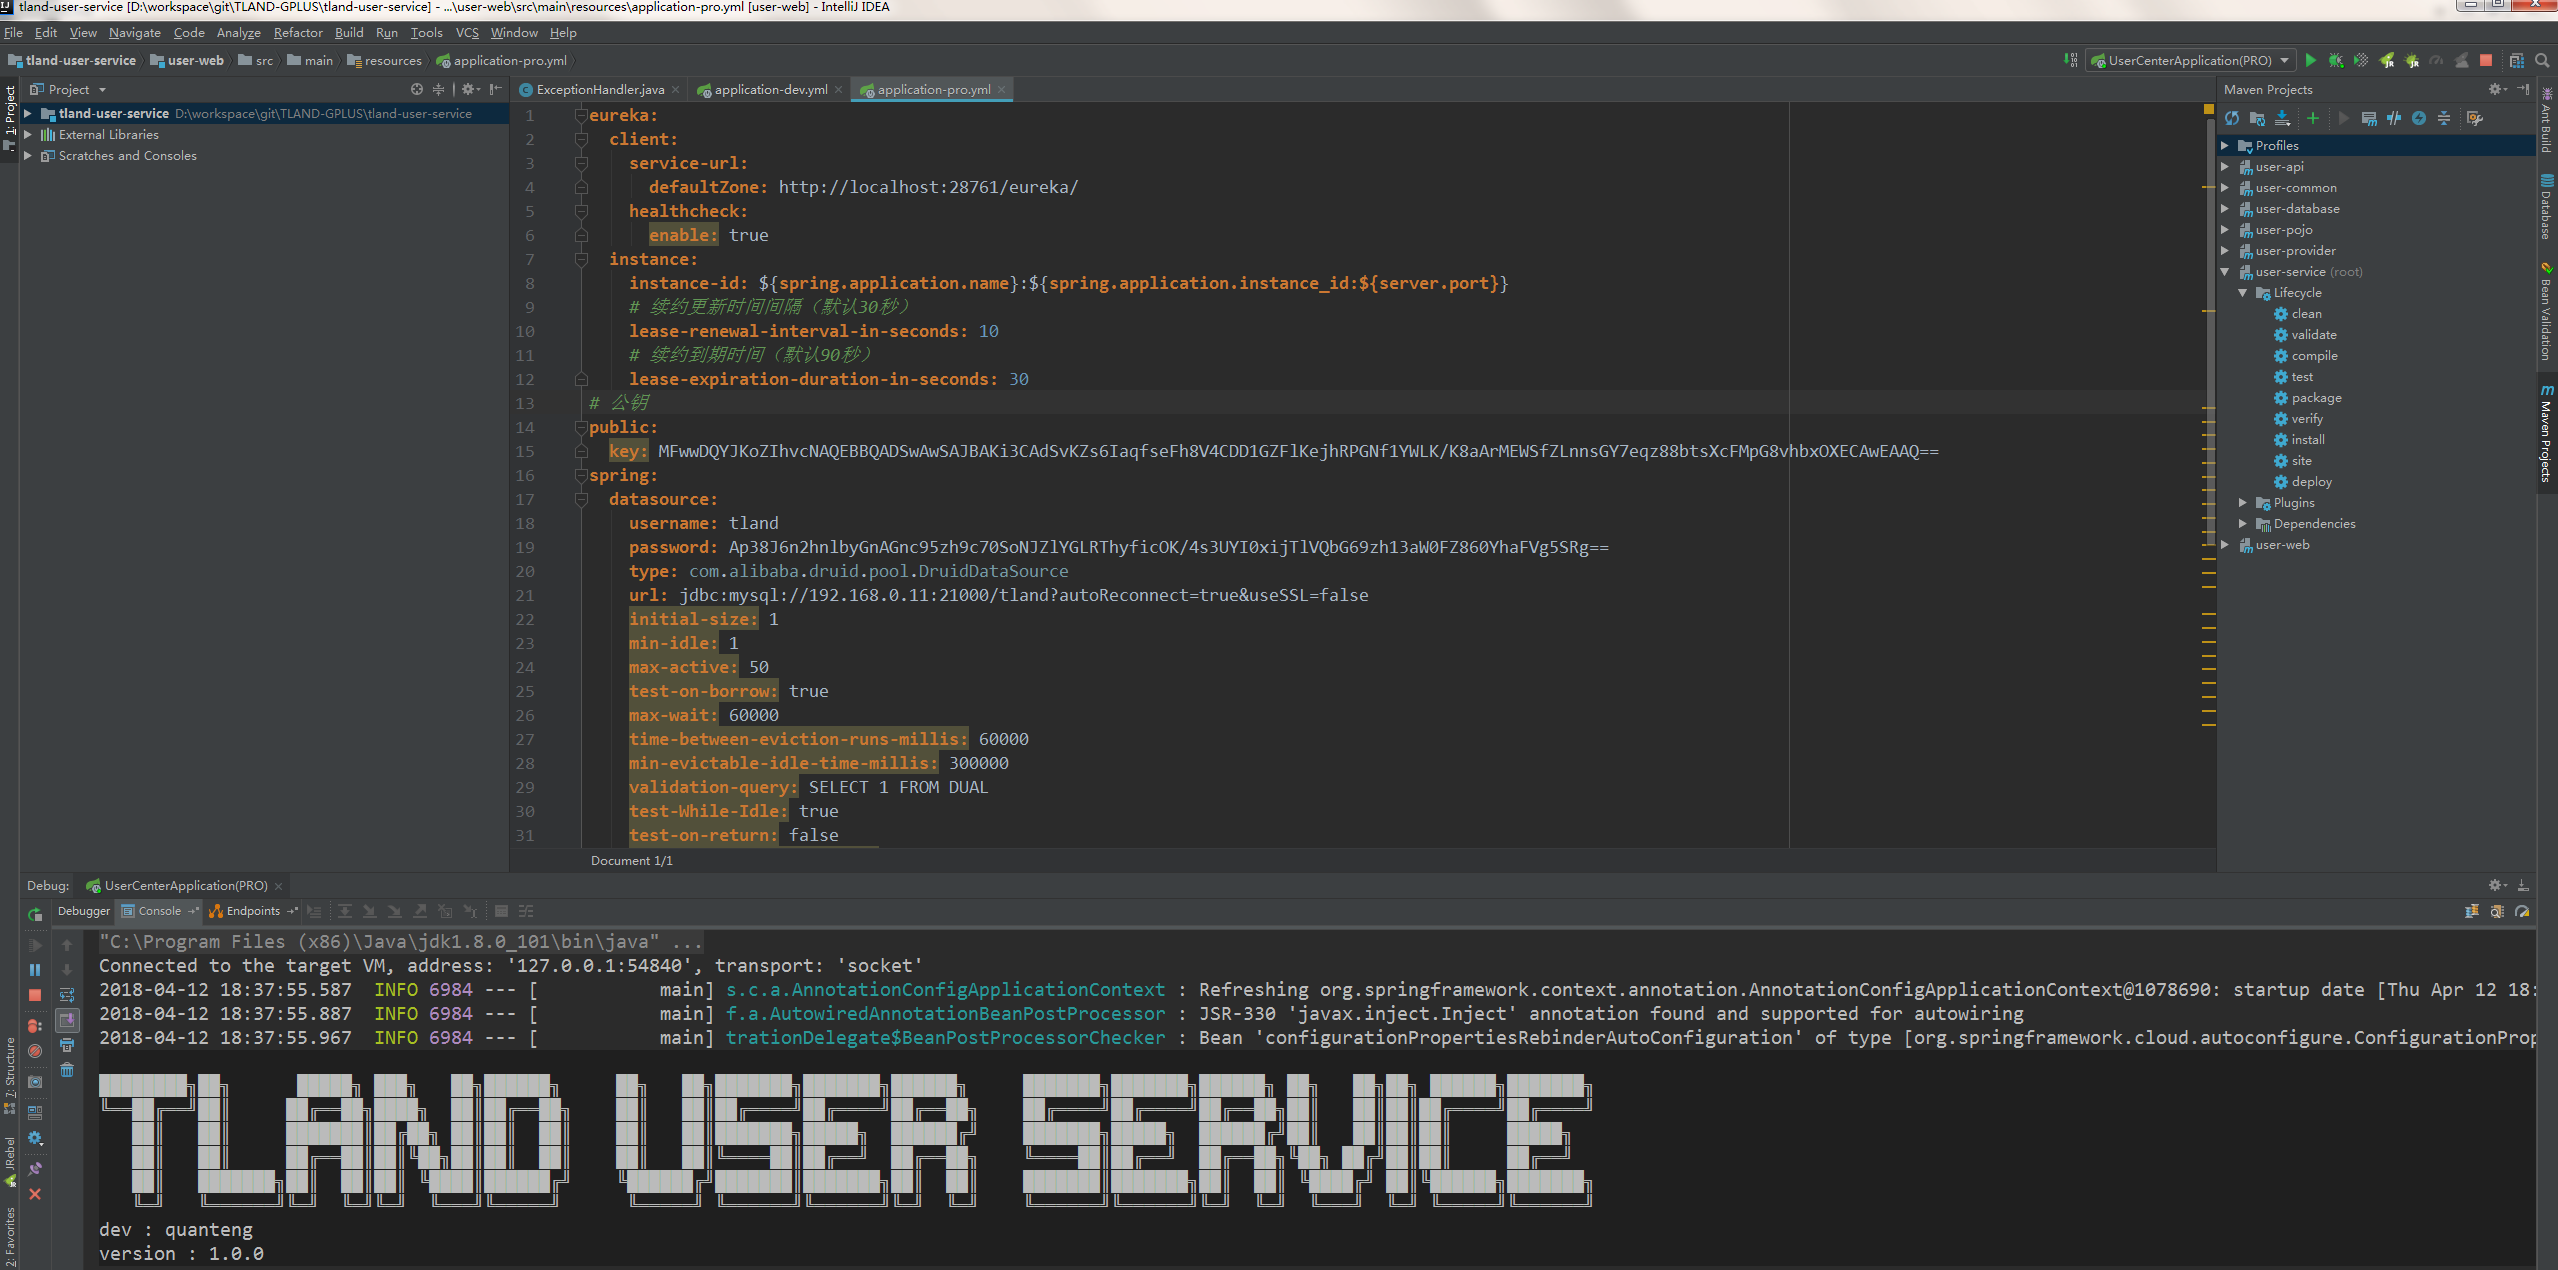 tland-user-service [D:\workspace\git\TLAND-GPLUS\tland-user-service] - ...\user-web\src\main\resources\application-pro.yml [user-web] - IntelliJ IDEA
File Edit View Navigate Code Analyze Refactor Build Run Tools VCS Window Help
tland-user-service user-web src main resources application-pro.yml
UserCenterApplication(PRO)
1: Project
Project
tland-user-service D:\workspace\git\TLAND-GPLUS\tland-user-service
External Libraries
Scratches and Consoles
ExceptionHandler.java application-dev.yml application-pro.yml
1 eureka:
2 client:
3 service-url:
4 defaultZone: http://localhost:28761/eureka/
5 healthcheck:
6 enable: true
7 instance:
8 instance-id: ${spring.application.name}:${spring.application.instance_id:${server.port}}
9 # 续约更新时间间隔（默认30秒）
10 lease-renewal-interval-in-seconds: 10
11 # 续约到期时间（默认90秒）
12 lease-expiration-duration-in-seconds: 30
13 # 公钥
14 public:
15 key: MFwwDQYJKoZIhvcNAQEBBQADSwAwSAJBAKi3CAdSvKZs6IaqfseFh8V4CDD1GZFlKejhRPGNf1YWLK/K8aArMEWSfZLnnsGY7eqz88btsXcFMpG8vhbxOXECAwEAAQ==
16 spring:
17 datasource:
18 username: tland
19 password: Ap38J6n2hnlbyGnAGnc95zh9c70SoNJZlYGLRThyficOK/4s3UYI0xijTlVQbG69zh13aW0FZ860YhaFVg5SRg==
20 type: com.alibaba.druid.pool.DruidDataSource
21 url: jdbc:mysql://192.168.0.11:21000/tland?autoReconnect=true&useSSL=false
22 initial-size: 1
23 min-idle: 1
24 max-active: 50
25 test-on-borrow: true
26 max-wait: 60000
27 time-between-eviction-runs-millis: 60000
28 min-evictable-idle-time-millis: 300000
29 validation-query: SELECT 1 FROM DUAL
30 test-While-Idle: true
31 test-on-return: false
Document 1/1
Maven Projects
Profiles
user-api
user-common
user-database
user-pojo
user-provider
user-service (root)
Lifecycle
clean
validate
compile
test
package
verify
install
site
deploy
Plugins
Dependencies
user-web
Ant Build
Database
Bean Validation
Maven Projects
Debug: UserCenterApplication(PRO)
Debugger Console Endpoints
"C:\Program Files (x86)\Java\jdk1.8.0_101\bin\java" ...
Connected to the target VM, address: '127.0.0.1:54840', transport: 'socket'
2018-04-12 18:37:55.587 INFO 6984 --- [ main] s.c.a.AnnotationConfigApplicationContext : Refreshing org.springframework.context.annotation.AnnotationConfigApplicationContext@1078690: startup date [Thu Apr 12 18:
2018-04-12 18:37:55.887 INFO 6984 --- [ main] f.a.AutowiredAnnotationBeanPostProcessor : JSR-330 'javax.inject.Inject' annotation found and supported for autowiring
2018-04-12 18:37:55.967 INFO 6984 --- [ main] trationDelegate$BeanPostProcessorChecker : Bean 'configurationPropertiesRebinderAutoConfiguration' of type [org.springframework.cloud.autoconfigure.ConfigurationProp
TLAND USER SERVICE
dev : quanteng
version : 1.0.0
7: Structure
JRebel
2: Favorites